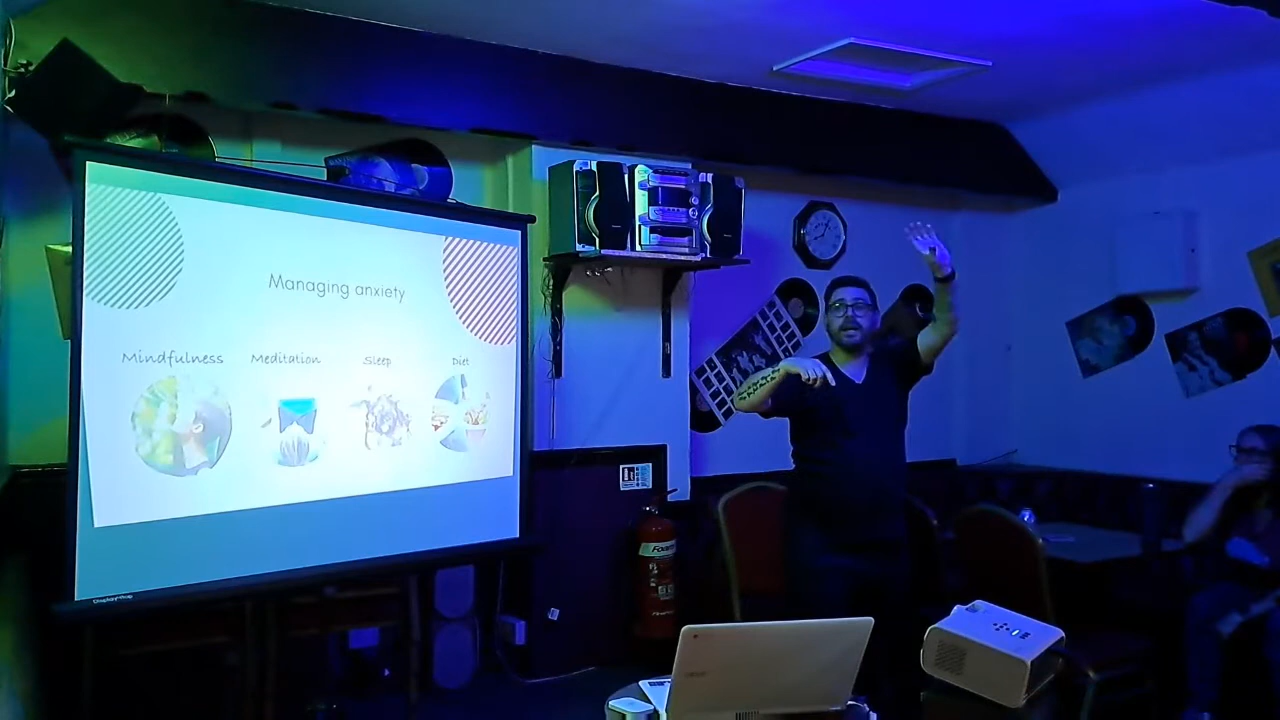 Managing anxiety
Mindfulness
Meditation
Sleep
Diet
Foam